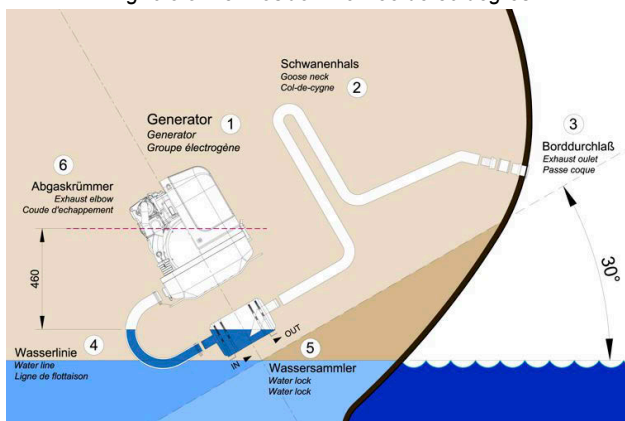 Schwanenhals
Goose neck
Col-de-cygne
2
Generator
Generator
Groupe électrogène
1
3
Borddurchlaß
Exhaust oulet
Passe coque
6
Abgaskrümmer
Exhaust elbow
Coude d'echappement
460
30°
4
Wasserlinie
Water line
Ligne de flottaison
IN
OUT
5
Wassersammler
Water lock
Water lock